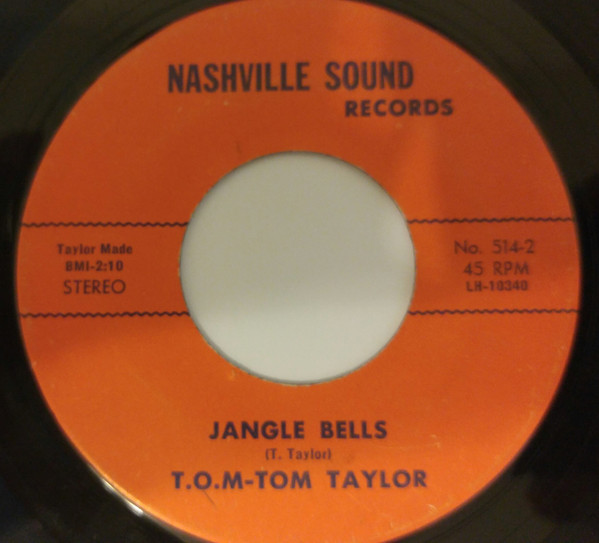 NASHVILLE SOUND
RECORDS
Taylor Made
BMI-2:10
STEREO
No. 514-2
45 RPM
LH-10340
JANGLE BELLS
(T. Taylor)
T.O.M-TOM TAYLOR